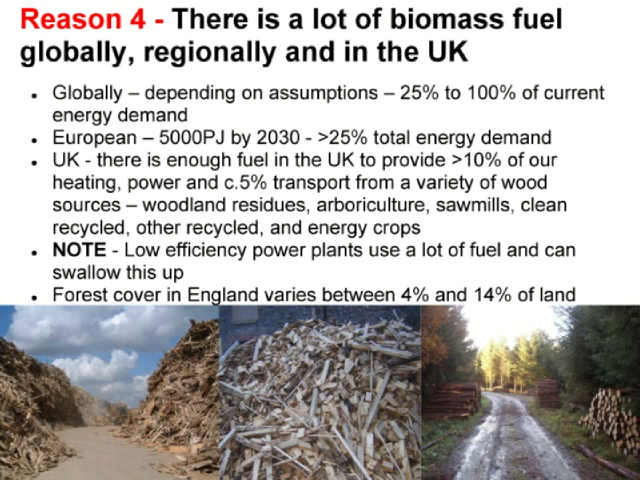 Reason 4 - There is a lot of biomass fuel
globally, regionally and in the UK
• Globally – depending on assumptions – 25% to 100% of current
energy demand
• European – 5000PJ by 2030 - >25% total energy demand
• UK - there is enough fuel in the UK to provide >10% of our
heating, power and c.5% transport from a variety of wood
sources – woodland residues, arboriculture, sawmills, clean
recycled, other recycled, and energy crops
• NOTE - Low efficiency power plants use a lot of fuel and can
swallow this up
• Forest cover in England varies between 4% and 14% of land